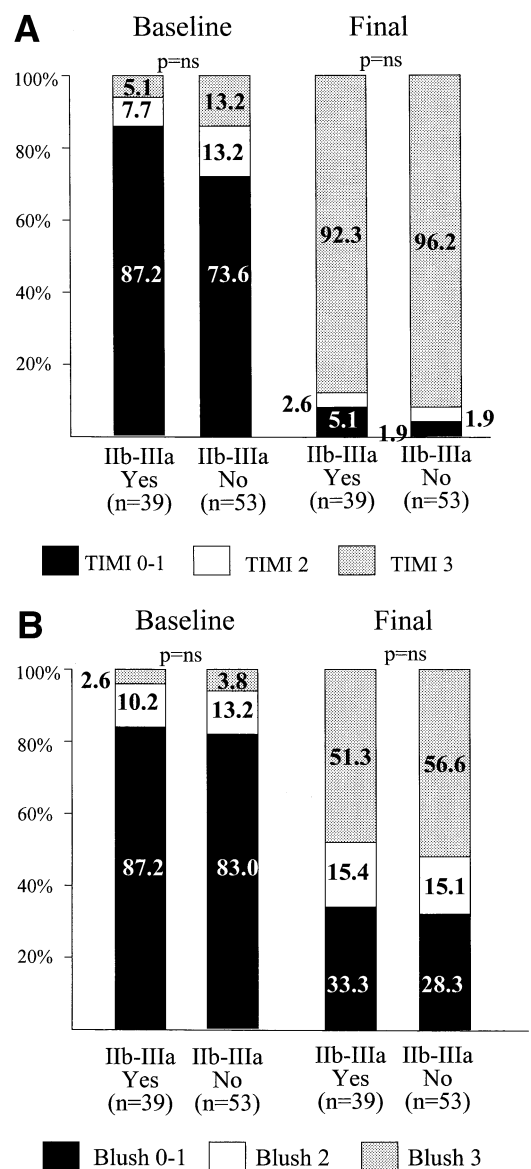 A
Baseline Final
p=ns p=ns
100%
80%
60%
40%
20%
5.1
7.7
87.2
13.2
13.2
73.6
92.3
2.6
5.1
96.2
1.9
1.9
IIb-IIIa IIb-IIIa IIb-IIIa IIb-IIIa
Yes No Yes No
(n=39) (n=53) (n=39) (n=53)
TIMI 0-1 TIMI 2 TIMI 3
B
Baseline Final
p=ns p=ns
100%
80%
60%
40%
20%
2.6
10.2
87.2
3.8
13.2
83.0
51.3
15.4
33.3
56.6
15.1
28.3
IIb-IIIa IIb-IIIa IIb-IIIa IIb-IIIa
Yes No Yes No
(n=39) (n=53) (n=39) (n=53)
Blush 0-1 Blush 2 Blush 3